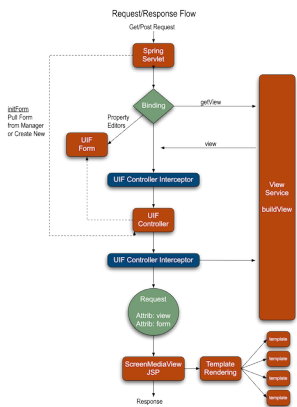 Request/Response Flow
Get/Post Request
Spring
Servlet
initForm
Pull Form
from Manager
or Create New
Binding
Property
Editors
getView
UIF
Form
view
UIF Controller Interceptor
View
Service
buildView
UIF
Controller
UIF Controller Interceptor
Request
Attrib: view
Attrib: form
ScreenMediaView
JSP
Template
Rendering
template
template
template
template
Response